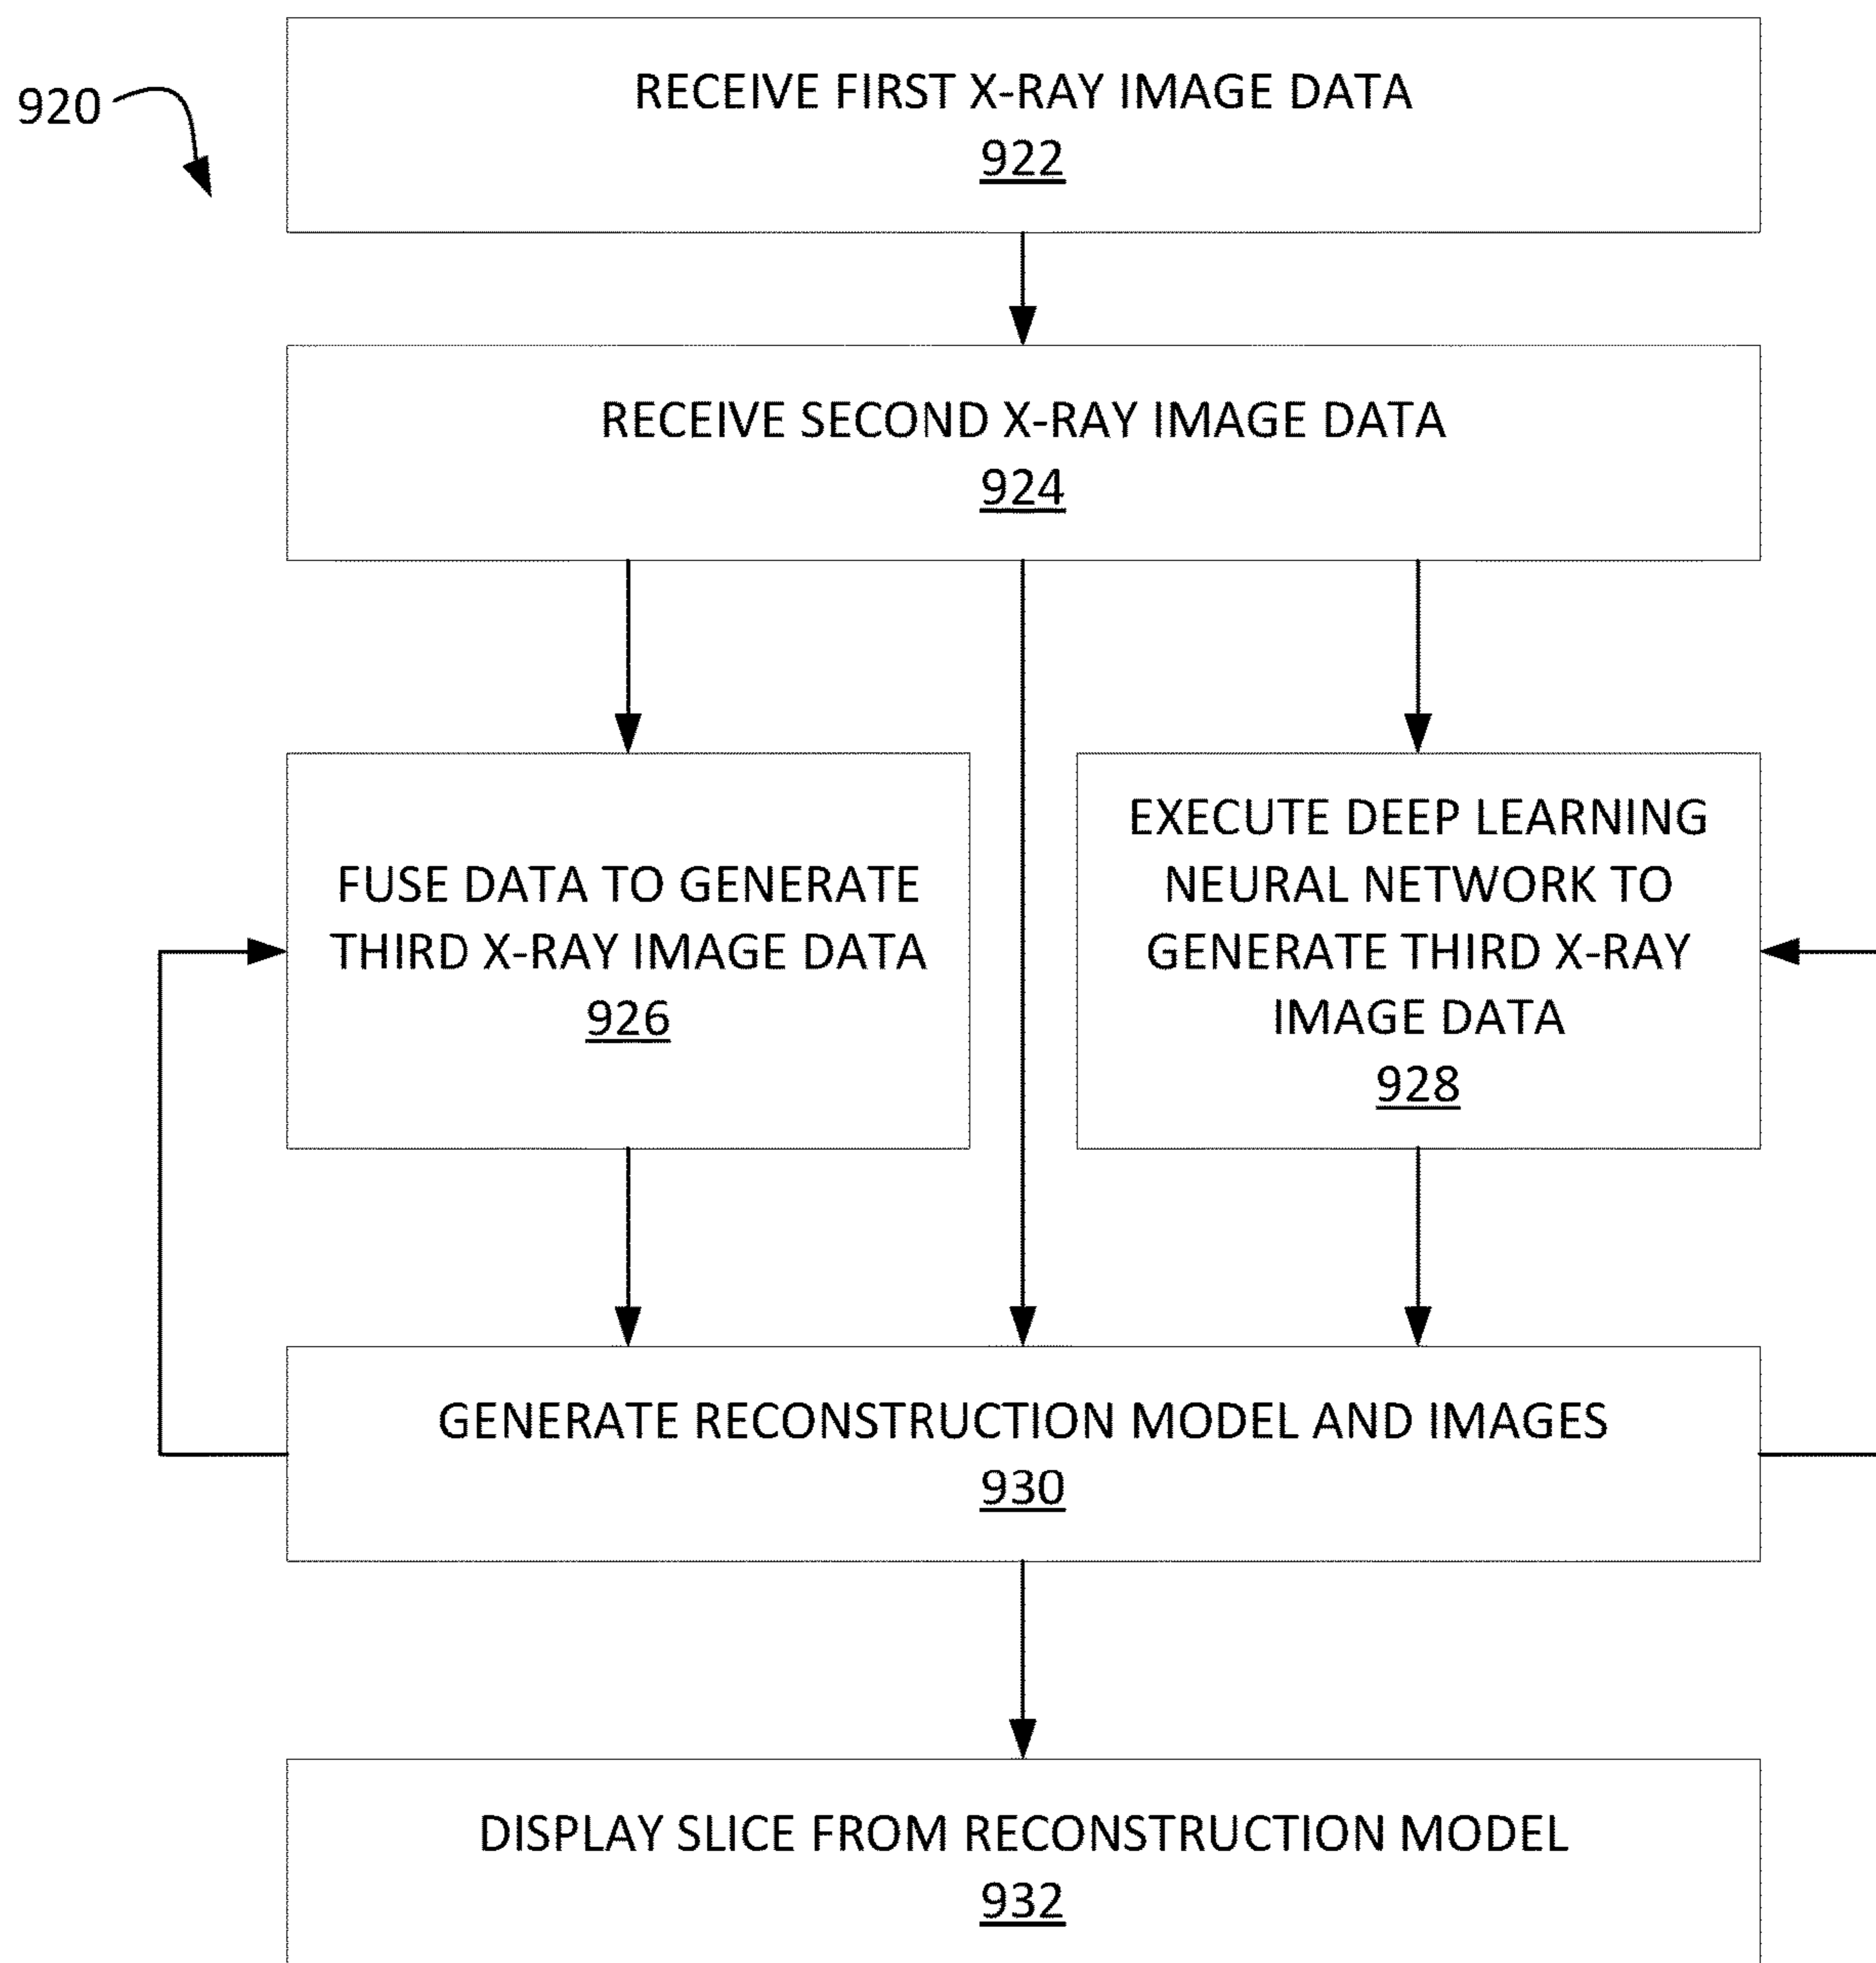 920
RECEIVE FIRST X-RAY IMAGE DATA
922
RECEIVE SECOND X-RAY IMAGE DATA
924
FUSE DATA TO GENERATE
THIRD X-RAY IMAGE DATA
926
EXECUTE DEEP LEARNING
NEURAL NETWORK TO
GENERATE THIRD X-RAY
IMAGE DATA
928
GENERATE RECONSTRUCTION MODEL AND IMAGES
930
DISPLAY SLICE FROM RECONSTRUCTION MODEL
932